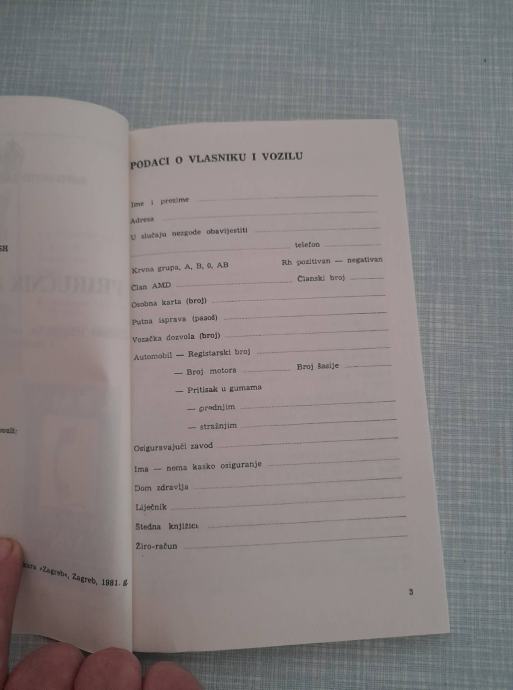 PODACI O VLASNIKU I VOZILU
Ime i prezime
Adresa
U slučaju nezgode obavijestiti
telefon
Krvna grupa, A, B, 0, AB Rh pozitivan — negativan
Član AMD Članski broj
Osobna karta (broj)
Putna isprava (pasoš)
Vozačka dozvola (broj)
Automobil — Registarski broj
— Broj motora Broj šasije
— Pritisak u gumama
— prednjim
— stražnjim
Osiguravajući zavod
Ima — nema kasko osiguranje
Dom zdravlja
Liječnik
Štedna knjižica
Žiro-račun
3
»Zagreb«, Zagreb, 1981. g